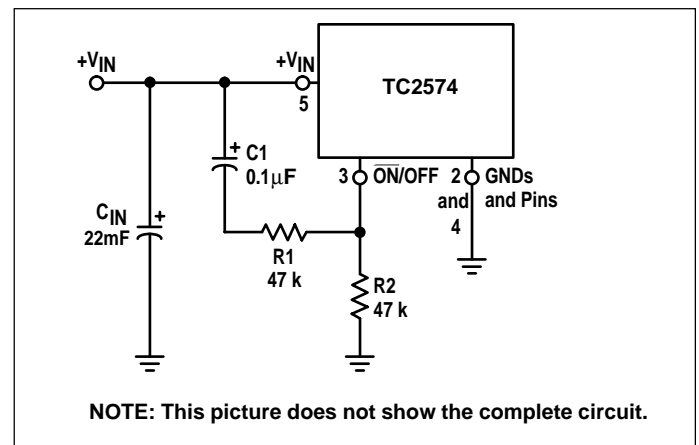 +VIN
+VIN
5
TC2574
+
C1
0.1µF
3
ON/OFF
2
and
4
GNDs
and Pins
CIN
22mF
+
R1
47 k
R2
47 k
NOTE: This picture does not show the complete circuit.